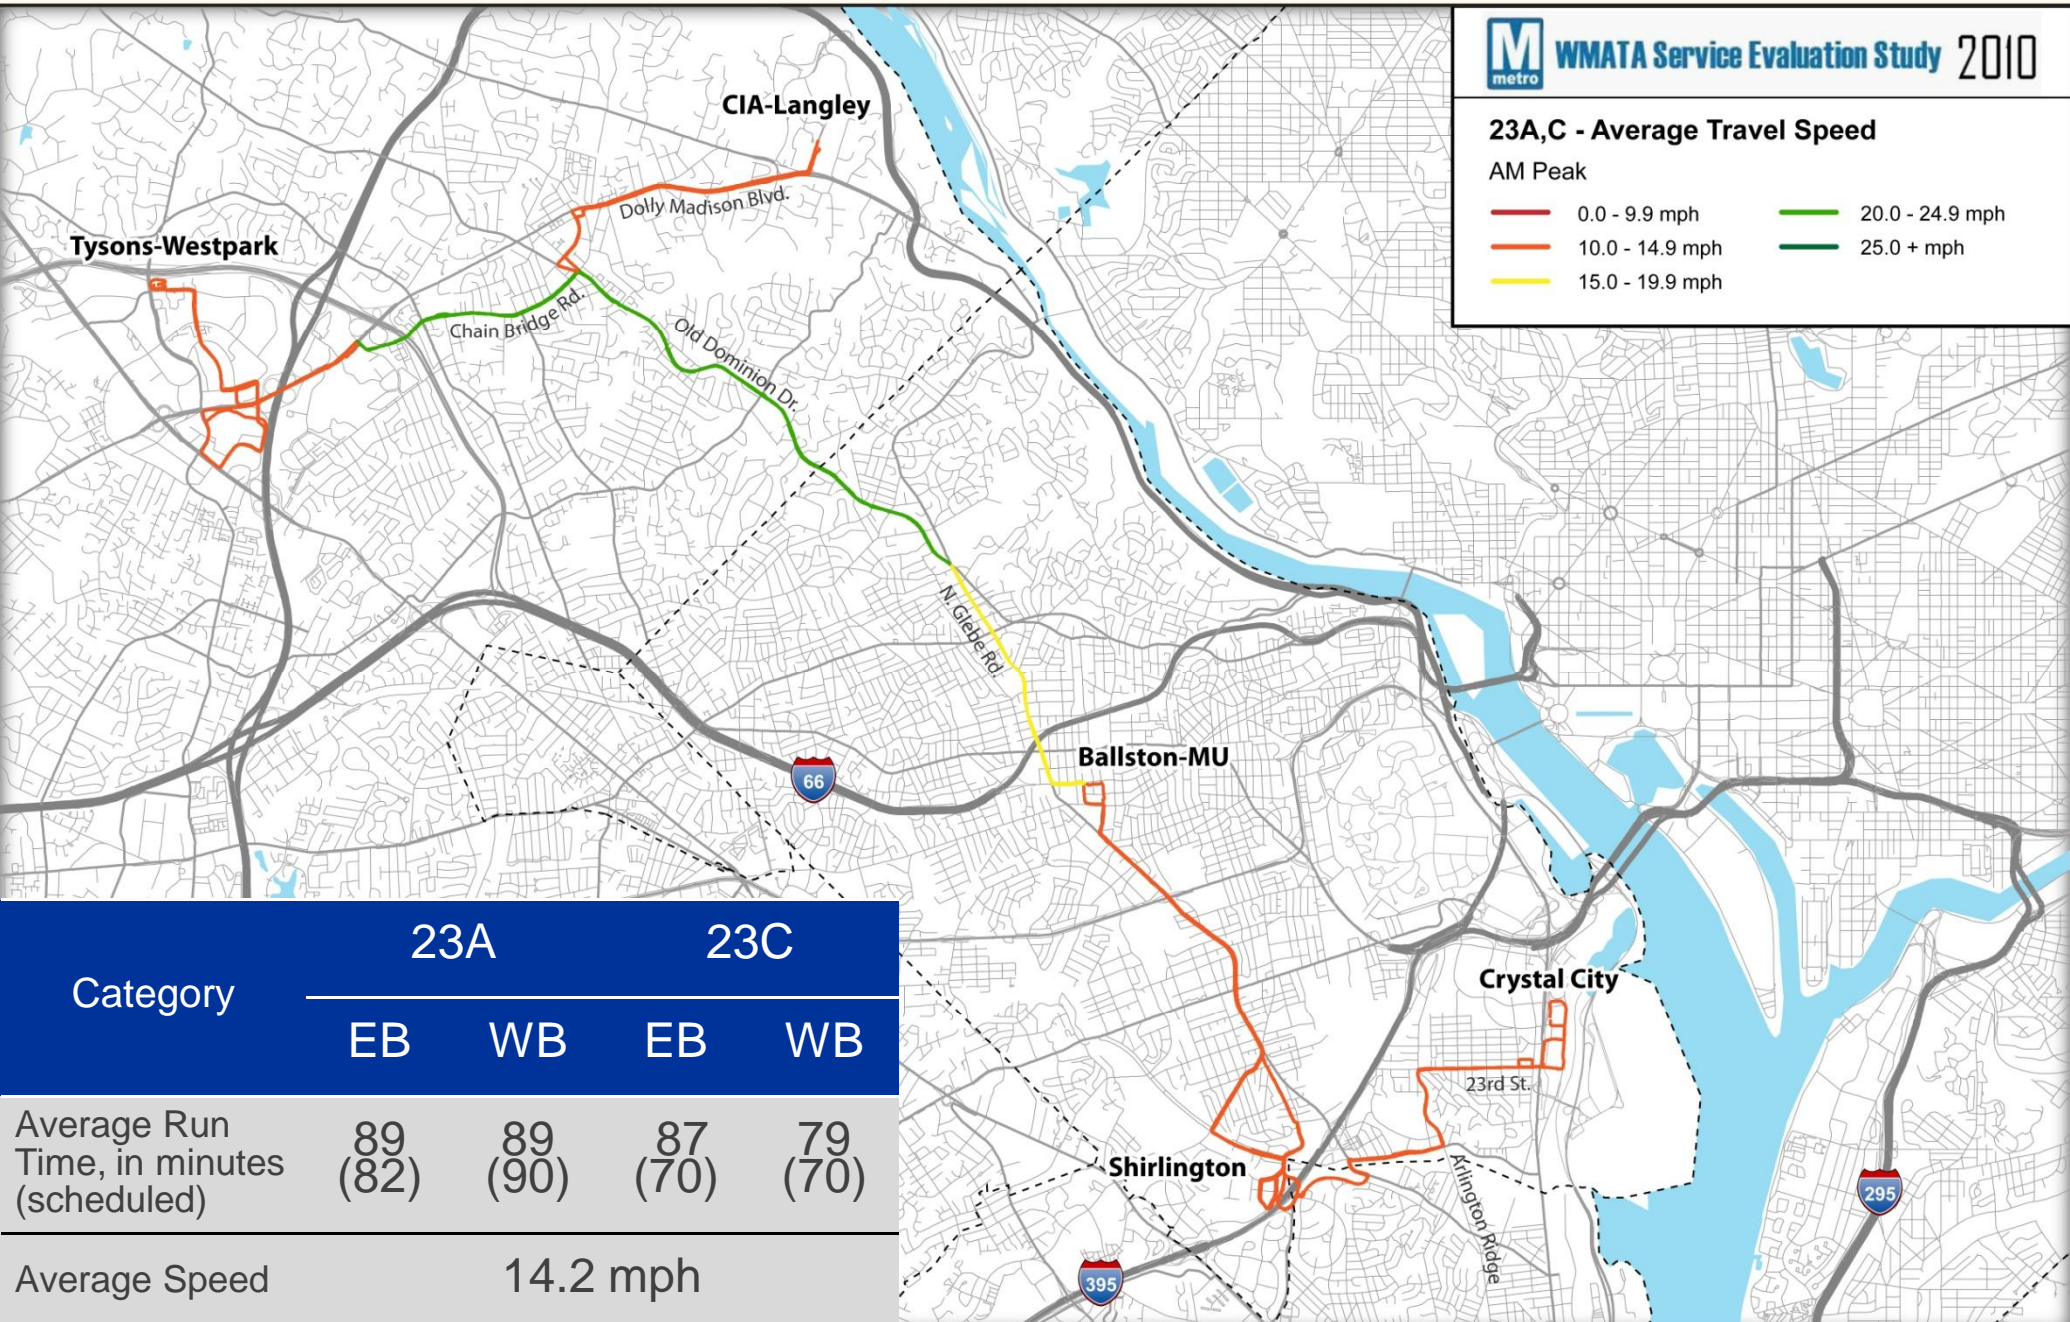 M
metro
WMATA Service Evaluation Study 2010
23A,C - Average Travel Speed
AM Peak
0.0 - 9.9 mph
10.0 - 14.9 mph
15.0 - 19.9 mph
20.0 - 24.9 mph
25.0 + mph
CIA-Langley
Dolly Madison Blvd.
Tysons-Westpark
Chain Bridge Rd.
Old Dominion Dr.
N. Glebe Rd.
Ballston-MU
66
Crystal City
23rd St.
Shirlington
Arlington Ridge
295
395
Category
23A 23C
EB WB EB WB
Average Run
Time, in minutes
(scheduled)
89 89 87 79
(82) (90) (70) (70)
Average Speed 14.2 mph